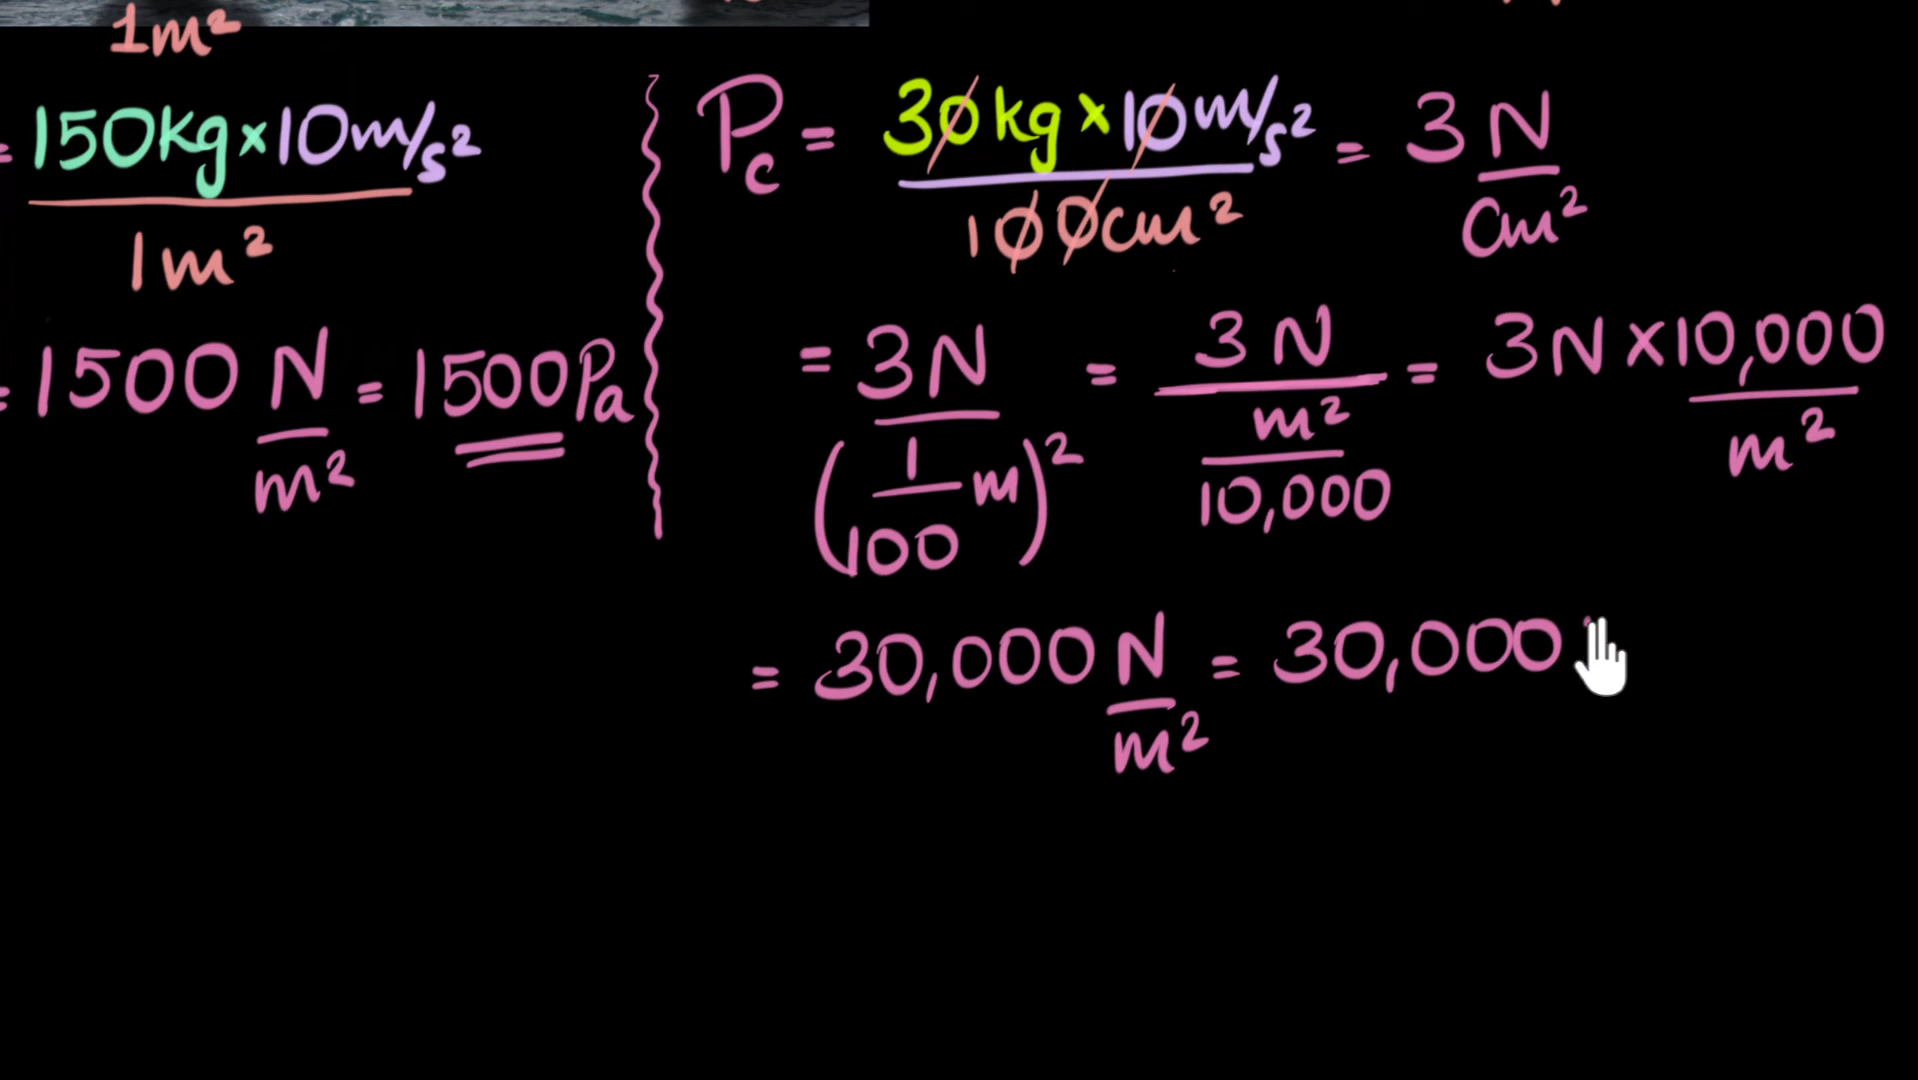 1m²
= 150kg × 10m/s² / 1m²
= 1500 N/m² = 1500Pa
Pc = 30kg × 10m/s² / 100cm² = 3 N/cm²
= 3N / (1/100 m)² = 3 N / (m²/10,000) = 3N × 10,000/m²
= 30,000 N/m² = 30,000